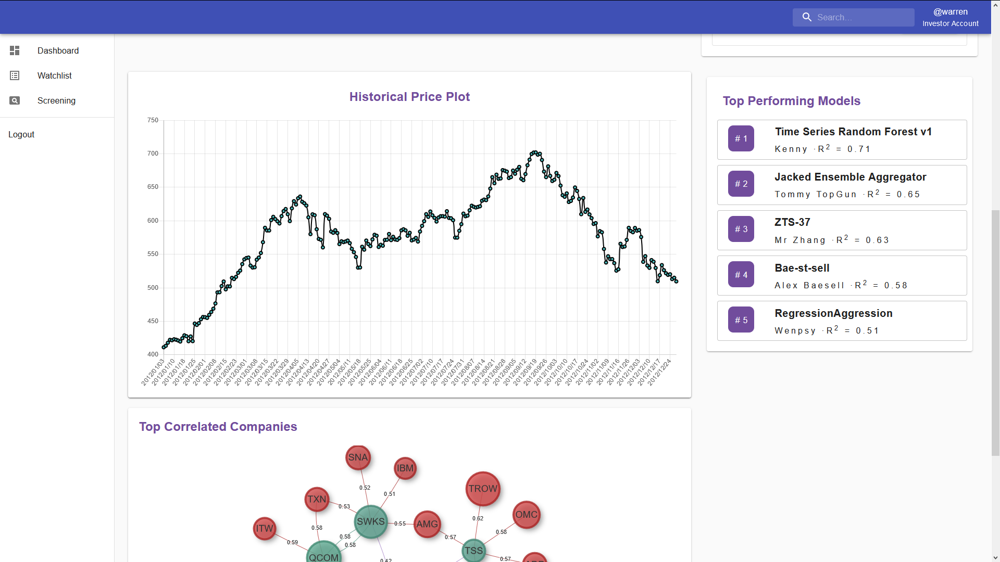 Search...
@warren
Investor Account
Dashboard
Watchlist
Screening
Logout
Historical Price Plot
750
700
650
600
550
500
450
400
2012/01/03
2012/01/10
2012/01/18
2012/01/25
2012/02/01
2012/02/08
2012/02/15
2012/02/23
2012/03/01
2012/03/08
2012/03/15
2012/03/22
2012/03/29
2012/04/05
2012/04/13
2012/04/20
2012/04/27
2012/05/04
2012/05/11
2012/05/18
2012/05/25
2012/06/04
2012/06/11
2012/06/18
2012/06/25
2012/07/02
2012/07/10
2012/07/17
2012/07/24
2012/07/31
2012/08/07
2012/08/14
2012/08/21
2012/08/28
2012/09/05
2012/09/12
2012/09/19
2012/09/26
2012/10/03
2012/10/10
2012/10/17
2012/10/24
2012/11/02
2012/11/09
2012/11/16
2012/11/26
2012/12/03
2012/12/10
2012/12/17
2012/12/24
Top Performing Models
# 1
Time Series Random Forest v1
Kenny ·R² = 0.71
# 2
Jacked Ensemble Aggregator
Tommy TopGun ·R² = 0.65
# 3
ZTS-37
Mr Zhang ·R² = 0.63
# 4
Bae-st-sell
Alex Baesell ·R² = 0.58
# 5
RegressionAggression
Wenpsy ·R² = 0.51
Top Correlated Companies
SNA
IBM
TROW
0.52
0.51
TXN
0.53
OMC
0.62
SWKS
0.55
AMG
ITW
0.58
0.58
0.57
0.58
0.59
0.58
TSS
QCOM
0.42
0.57